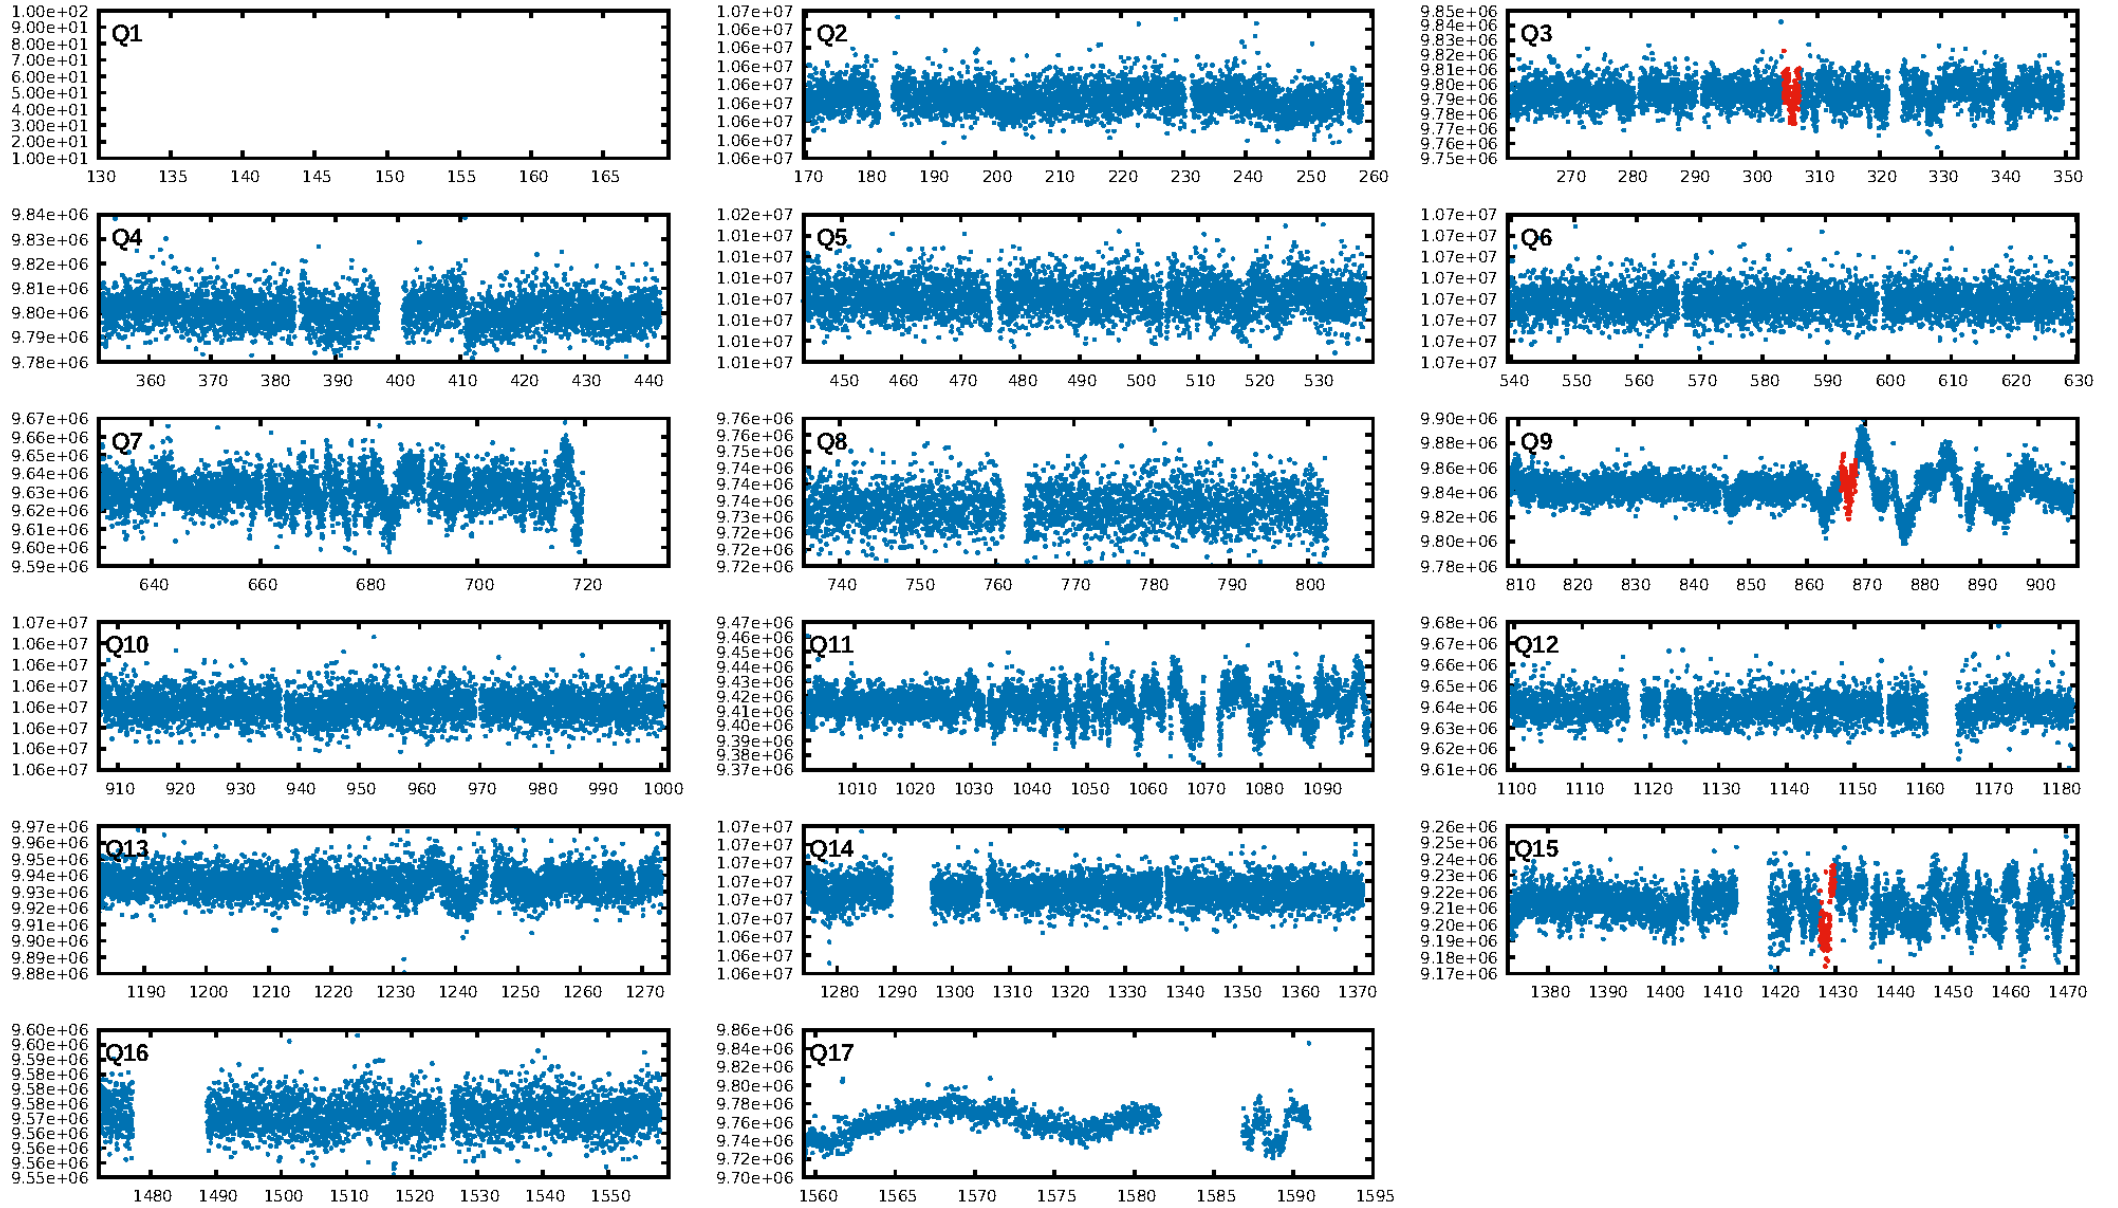 1.00e+02
9.00e+01
8.00e+01
7.00e+01
6.00e+01
5.00e+01
4.00e+01
3.00e+01
2.00e+01
1.00e+01
Q1
130 135 140 145 150 155 160 165
1.07e+07
1.07e+07
1.06e+07
1.06e+07
1.06e+07
1.06e+07
1.06e+07
1.06e+07
1.06e+07
Q2
170 180 190 200 210 220 230 240 250 260
9.85e+06
9.84e+06
9.83e+06
9.82e+06
9.81e+06
9.80e+06
9.79e+06
9.78e+06
9.77e+06
9.76e+06
9.75e+06
Q3
270 280 290 300 310 320 330 340 350
9.84e+06
9.83e+06
9.82e+06
9.81e+06
9.80e+06
9.79e+06
9.78e+06
Q4
360 370 380 390 400 410 420 430 440
1.02e+07
1.01e+07
1.01e+07
1.01e+07
1.01e+07
1.01e+07
1.01e+07
1.01e+07
Q5
450 460 470 480 490 500 510 520 530
1.07e+07
1.07e+07
1.07e+07
1.07e+07
1.07e+07
1.07e+07
1.07e+07
1.07e+07
Q6
540 550 560 570 580 590 600 610 620 630
9.67e+06
9.66e+06
9.65e+06
9.64e+06
9.63e+06
9.62e+06
9.61e+06
9.60e+06
9.59e+06
Q7
640 660 680 700 720
9.76e+06
9.76e+06
9.75e+06
9.74e+06
9.74e+06
9.74e+06
9.73e+06
9.72e+06
9.72e+06
9.72e+06
Q8
740 750 760 770 780 790 800
9.90e+06
9.88e+06
9.86e+06
9.84e+06
9.82e+06
9.80e+06
9.78e+06
Q9
810 820 830 840 850 860 870 880 890 900
1.07e+07
1.06e+07
1.06e+07
1.06e+07
1.06e+07
1.06e+07
1.06e+07
1.06e+07
Q10
910 920 930 940 950 960 970 980 990 1000
9.47e+06
9.46e+06
9.45e+06
9.44e+06
9.43e+06
9.42e+06
9.41e+06
9.40e+06
9.39e+06
9.38e+06
9.37e+06
Q11
1010 1020 1030 1040 1050 1060 1070 1080 1090
9.68e+06
9.67e+06
9.66e+06
9.65e+06
9.64e+06
9.63e+06
9.62e+06
9.61e+06
Q12
1100 1110 1120 1130 1140 1150 1160 1170 1180
9.97e+06
9.96e+06
9.95e+06
9.94e+06
9.93e+06
9.92e+06
9.91e+06
9.90e+06
9.89e+06
9.88e+06
Q13
1190 1200 1210 1220 1230 1240 1250 1260 1270
1.07e+07
1.07e+07
1.07e+07
1.07e+07
1.07e+07
1.07e+07
1.06e+07
1.06e+07
1.06e+07
Q14
1280 1290 1300 1310 1320 1330 1340 1350 1360 1370
9.26e+06
9.25e+06
9.24e+06
9.23e+06
9.22e+06
9.21e+06
9.20e+06
9.19e+06
9.18e+06
9.17e+06
Q15
1380 1390 1400 1410 1420 1430 1440 1450 1460 1470
9.60e+06
9.60e+06
9.59e+06
9.58e+06
9.58e+06
9.58e+06
9.57e+06
9.56e+06
9.56e+06
9.56e+06
9.55e+06
Q16
1480 1490 1500 1510 1520 1530 1540 1550
9.86e+06
9.84e+06
9.82e+06
9.80e+06
9.78e+06
9.76e+06
9.74e+06
9.72e+06
9.70e+06
Q17
1560 1565 1570 1575 1580 1585 1590 1595